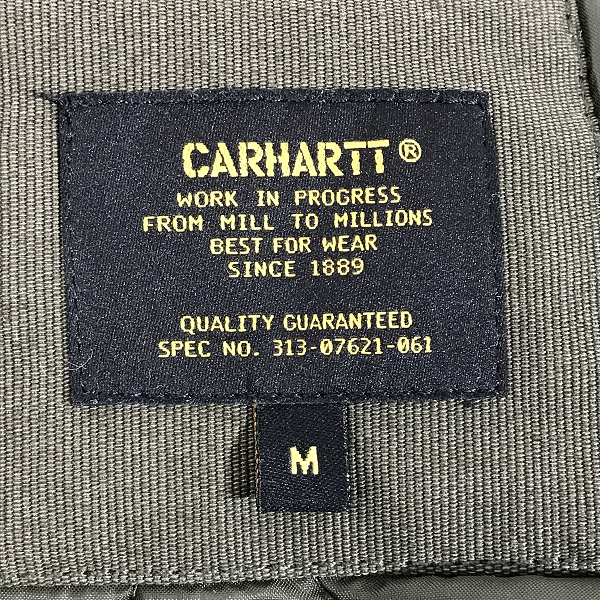 CARHARTT ®
WORK IN PROGRESS
FROM MILL TO MILLIONS
BEST FOR WEAR
SINCE 1889
QUALITY GUARANTEED
SPEC NO. 313-07621-061
M